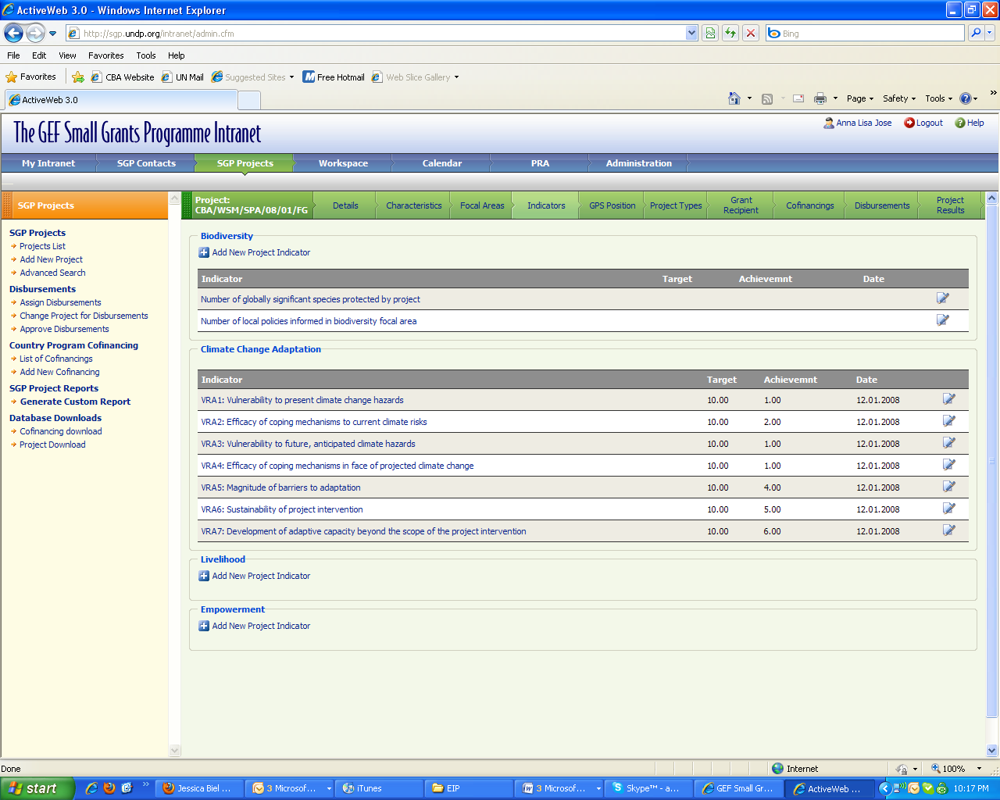 ActiveWeb 3.0 - Windows Internet Explorer
http://sgp.undp.org/intranet/admin.cfm
Bing
File Edit View Favorites Tools Help
Favorites CBA Website UN Mail Suggested Sites Free Hotmail Web Slice Gallery
ActiveWeb 3.0
Page Safety Tools
The GEF Small Grants Programme Intranet
Anna Lisa Jose Logout Help
My Intranet SGP Contacts SGP Projects Workspace Calendar PRA Administration
SGP Projects
SGP Projects
Projects List
Add New Project
Advanced Search
Disbursements
Assign Disbursements
Change Project for Disbursements
Approve Disbursements
Country Program Cofinancing
List of Cofinancings
Add New Cofinancing
SGP Project Reports
Generate Custom Report
Database Downloads
Cofinancing download
Project Download
Project:
CBA/WSM/SPA/08/01/FG
Details Characteristics Focal Areas Indicators GPS Position Project Types Grant Recipient Cofinancings Disbursements Project Results
Biodiversity
Add New Project Indicator
Indicator Target Achievemnt Date
Number of globally significant species protected by project
Number of local policies informed in biodiversity focal area
Climate Change Adaptation
Indicator Target Achievemnt Date
VRA1: Vulnerability to present climate change hazards 10.00 1.00 12.01.2008
VRA2: Efficacy of coping mechanisms to current climate risks 10.00 2.00 12.01.2008
VRA3: Vulnerability to future, anticipated climate hazards 10.00 1.00 12.01.2008
VRA4: Efficacy of coping mechanisms in face of projected climate change 10.00 1.00 12.01.2008
VRA5: Magnitude of barriers to adaptation 10.00 4.00 12.01.2008
VRA6: Sustainability of project intervention 10.00 5.00 12.01.2008
VRA7: Development of adaptive capacity beyond the scope of the project intervention 10.00 6.00 12.01.2008
Livelihood
Add New Project Indicator
Empowerment
Add New Project Indicator
Done Internet 100%
start Jessica Biel ... 3 Microsof... iTunes EIP 3 Microsof... Skype™ - a... GEF Small Gr... ActiveWeb ... 10:17 PM